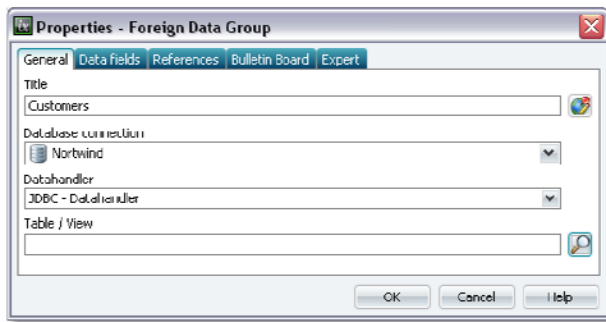 Properties - Foreign Data Group
General Data fields References Bulletin Board Expert
Title
Customers
Database connection
Nortwind
Datahandler
JDBC - Datahandler
Table / View
OK Cancel Help